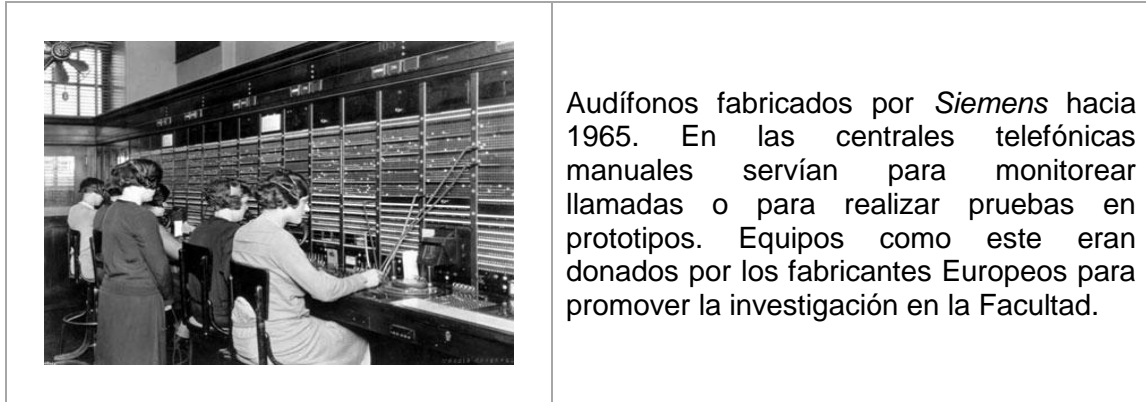 Audífonos fabricados por Siemens hacia
1965. En las centrales telefónicas
manuales servían para monitorear
llamadas o para realizar pruebas en
prototipos. Equipos como este eran
donados por los fabricantes Europeos para
promover la investigación en la Facultad.